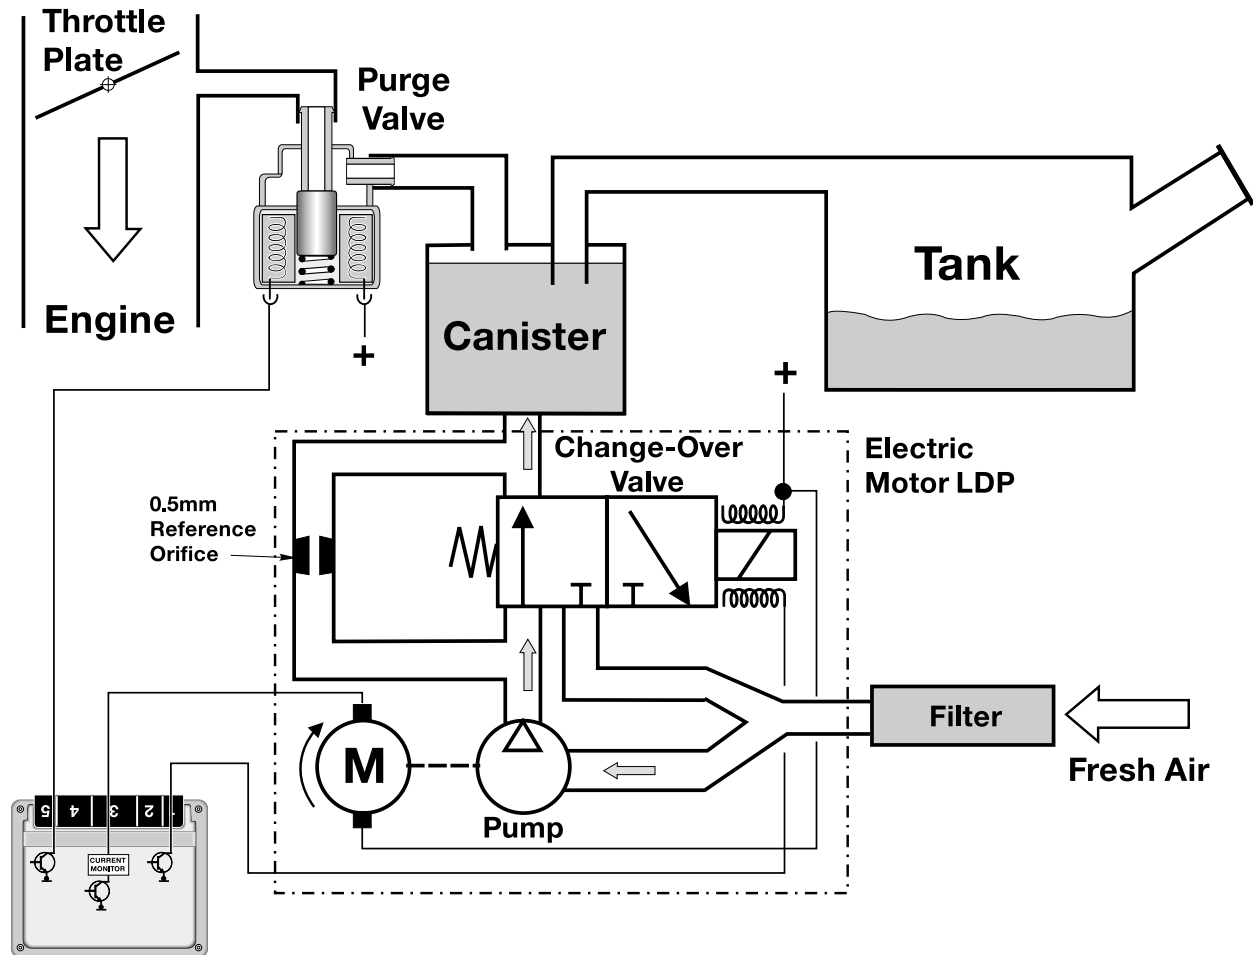 Throttle
Plate
Purge
Valve
Engine
+
Canister
Tank
+
Change-Over
Valve
Electric
Motor LDP
0.5mm
Reference
Orifice
Filter
Fresh Air
M
Pump
5 4 3 2 1
CURRENT
MONITOR